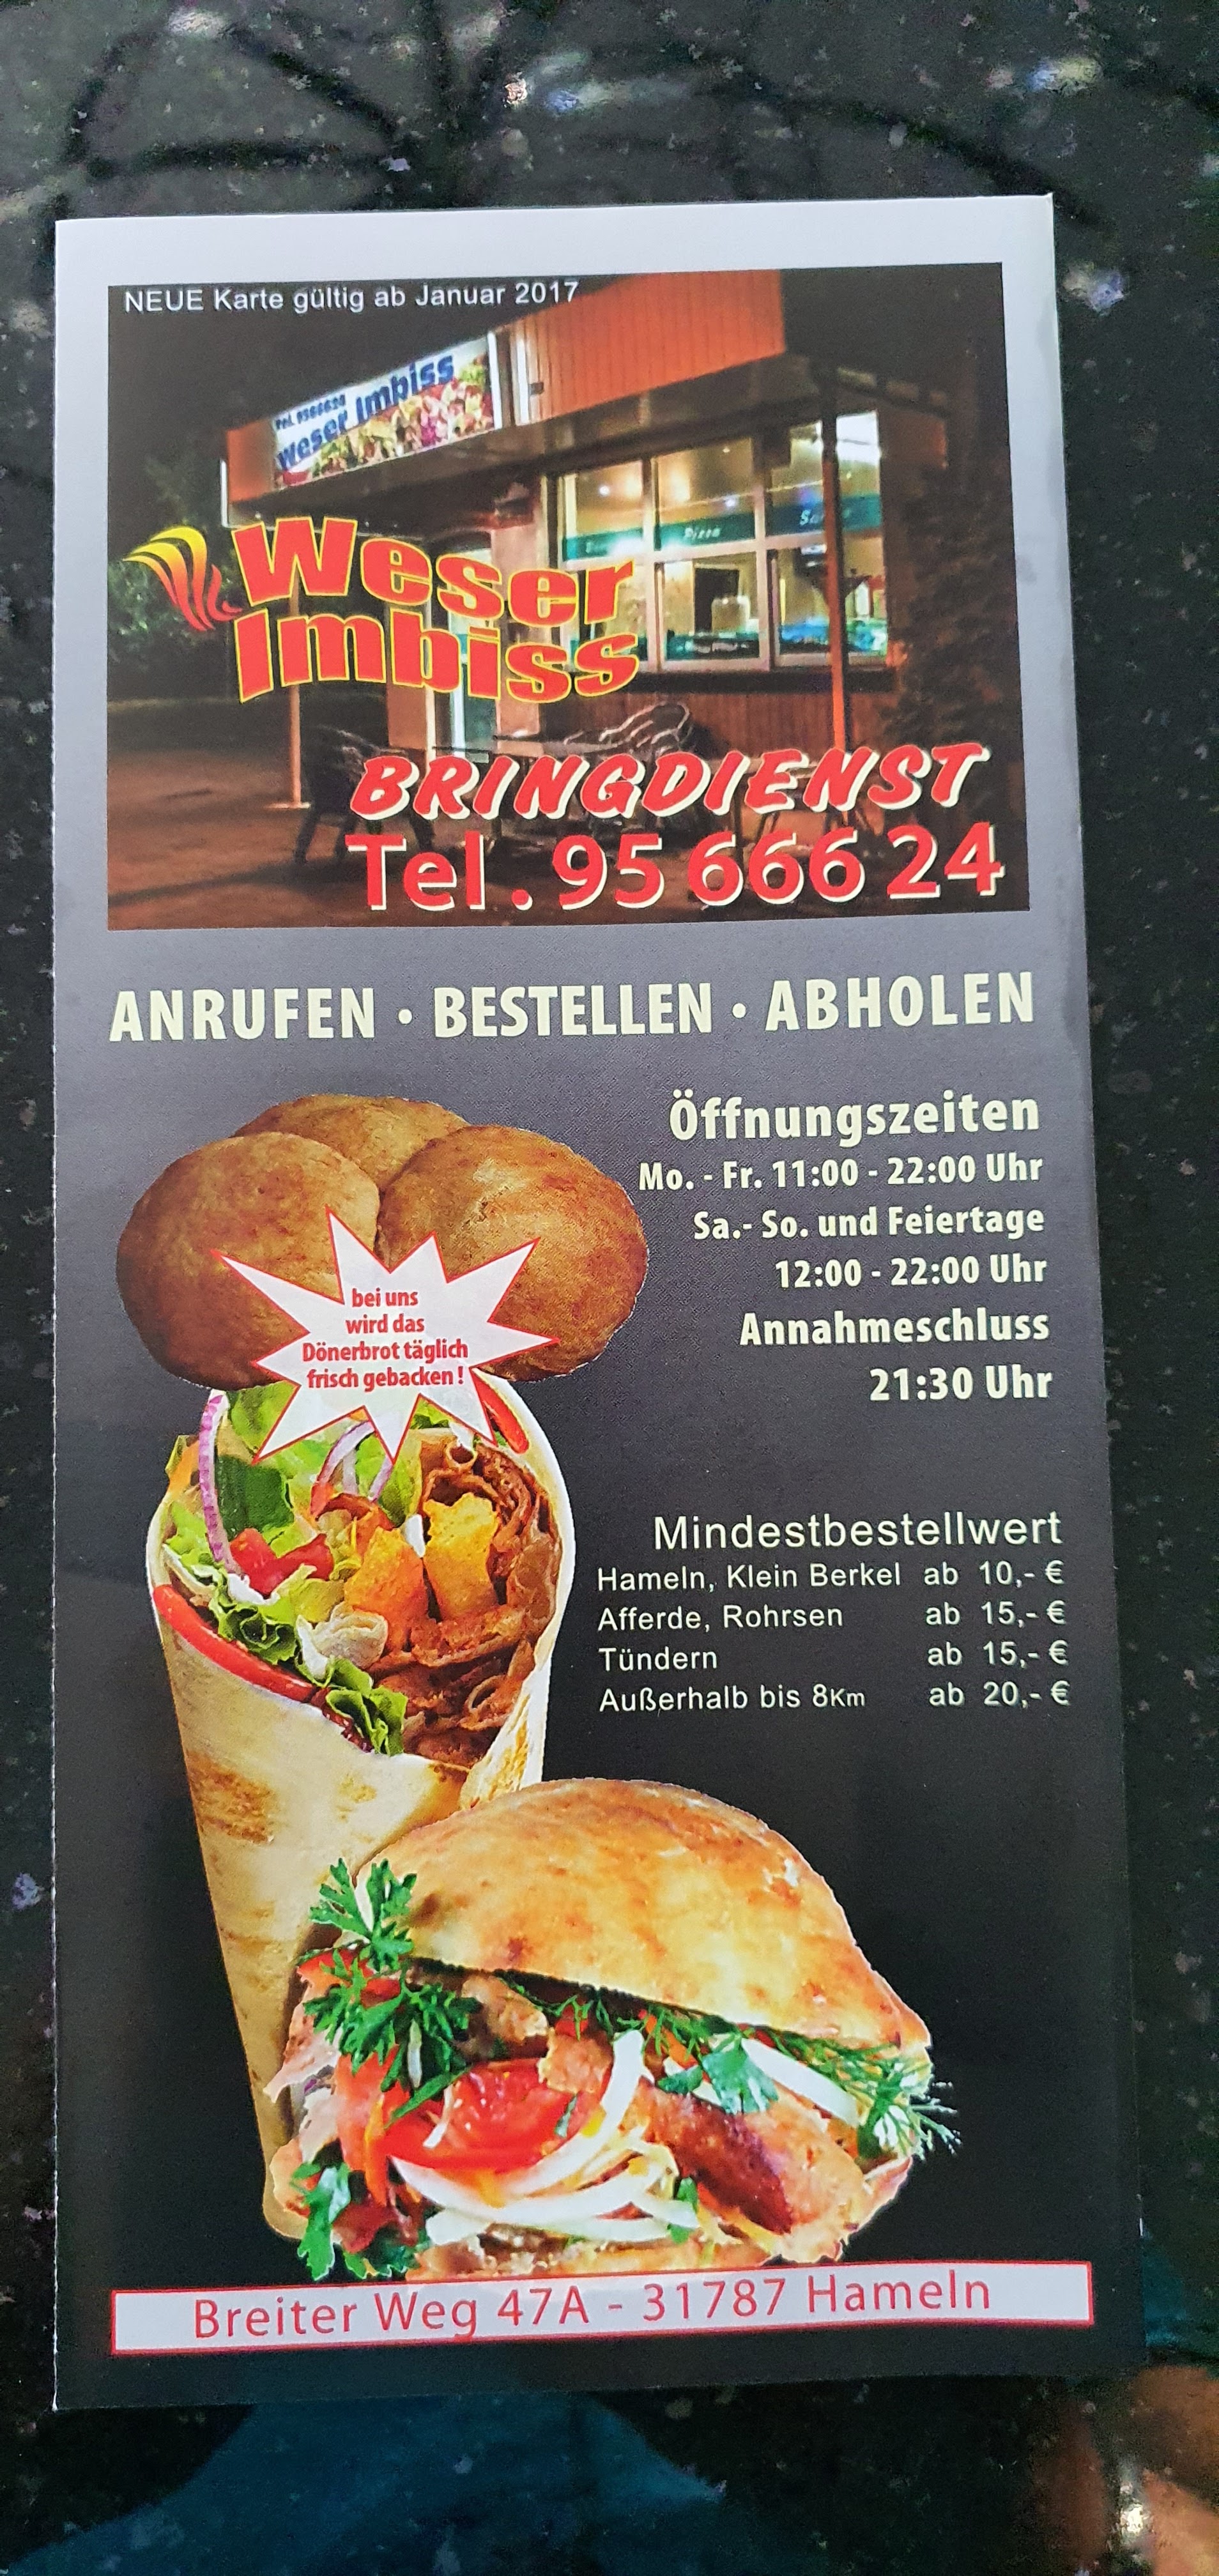 NEUE Karte gültig ab Januar 2017
Tel. 9566624
Weser Imbiss
Pizza
Weser
Imbiss
BRINGDIENST
Tel. 95 666 24
ANRUFEN • BESTELLEN • ABHOLEN
Öffnungszeiten
Mo. - Fr. 11:00 - 22:00 Uhr
Sa.- So. und Feiertage
12:00 - 22:00 Uhr
Annahmeschluss
21:30 Uhr
bei uns
wird das
Dönerbrot täglich
frisch gebacken !
Mindestbestellwert
Hameln, Klein Berkel ab 10,- €
Afferde, Rohrsen ab 15,- €
Tündern ab 15,- €
Außerhalb bis 8Km ab 20,- €
Breiter Weg 47A - 31787 Hameln